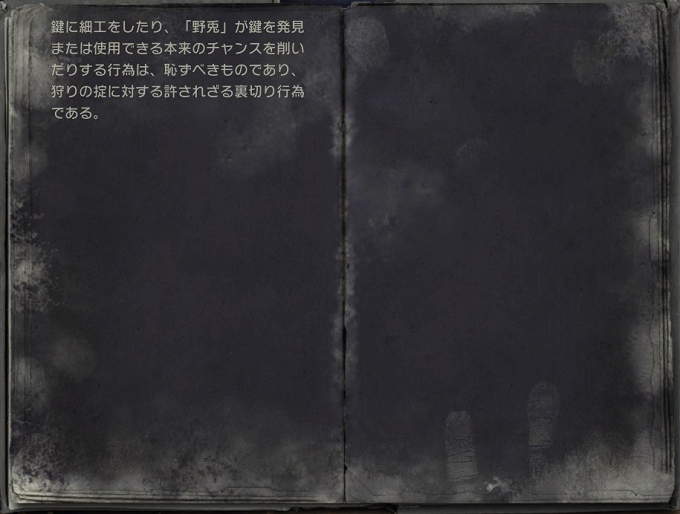 鍵に細工をしたり、「野兎」が鍵を発見
または使用できる本来のチャンスを削い
だりする行為は、恥ずべきものであり、
狩りの掟に対する許されざる裏切り行為
である。